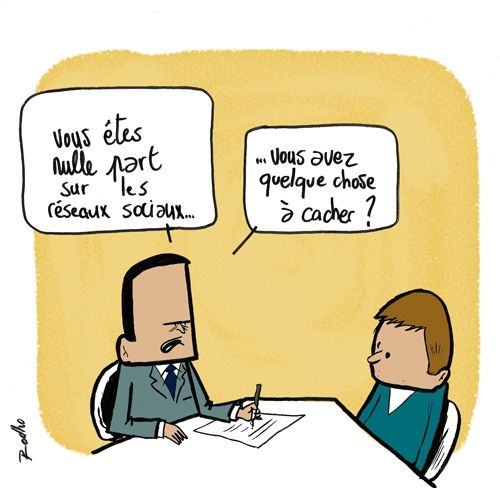 vous êtes
nulle part
sur les
réseaux sociaux...
... vous avez
quelque chose
à cacher ?
Rodho